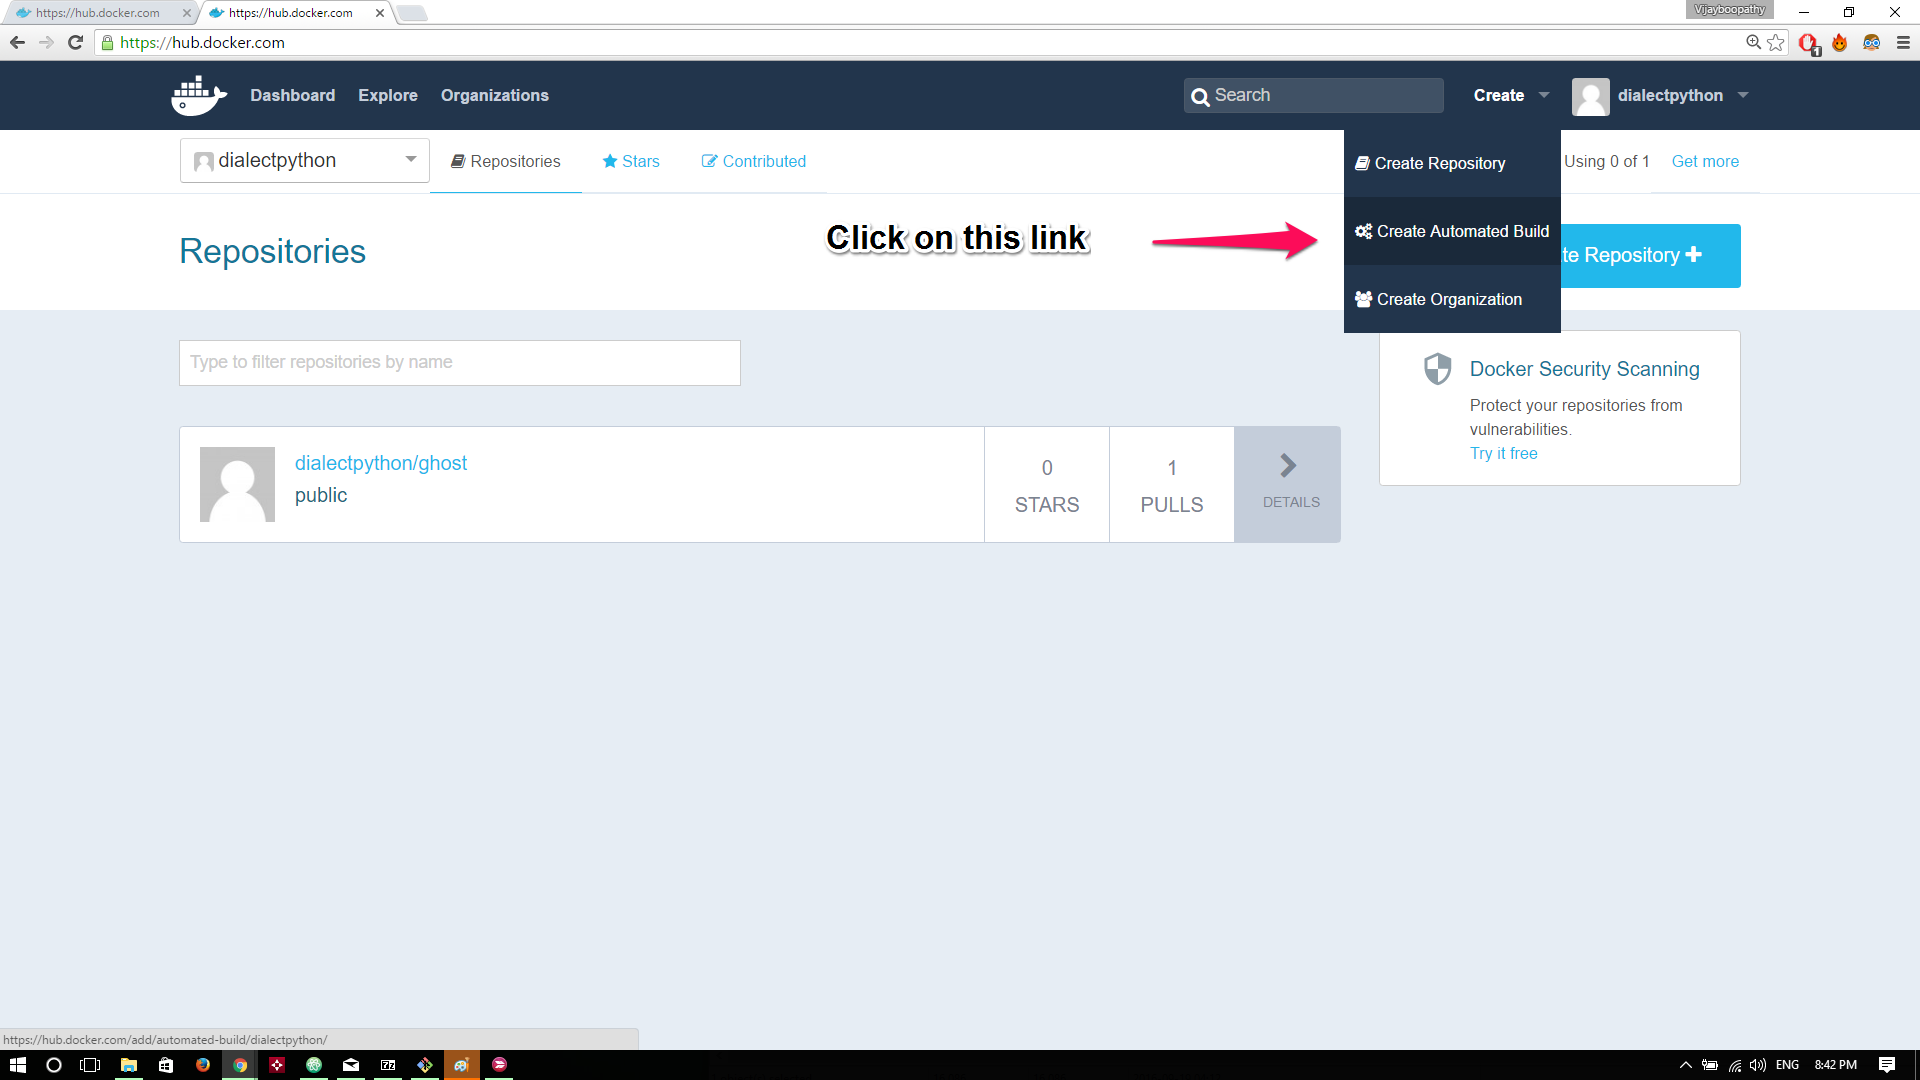 https://hub.docker.com
https://hub.docker.com
Vijayboopathy
https://hub.docker.com
1
Dashboard
Explore
Organizations
Search
Create
dialectpython
dialectpython
Repositories
Stars
Contributed
Create Repository
Using 0 of 1
Get more
Repositories
Click on this link
Create Automated Build
te Repository
Create Organization
Type to filter repositories by name
Docker Security Scanning
Protect your repositories from
vulnerabilities.
Try it free
dialectpython/ghost
public
0
STARS
1
PULLS
DETAILS
https://hub.docker.com/add/automated-build/dialectpython/
ENG
8:42 PM